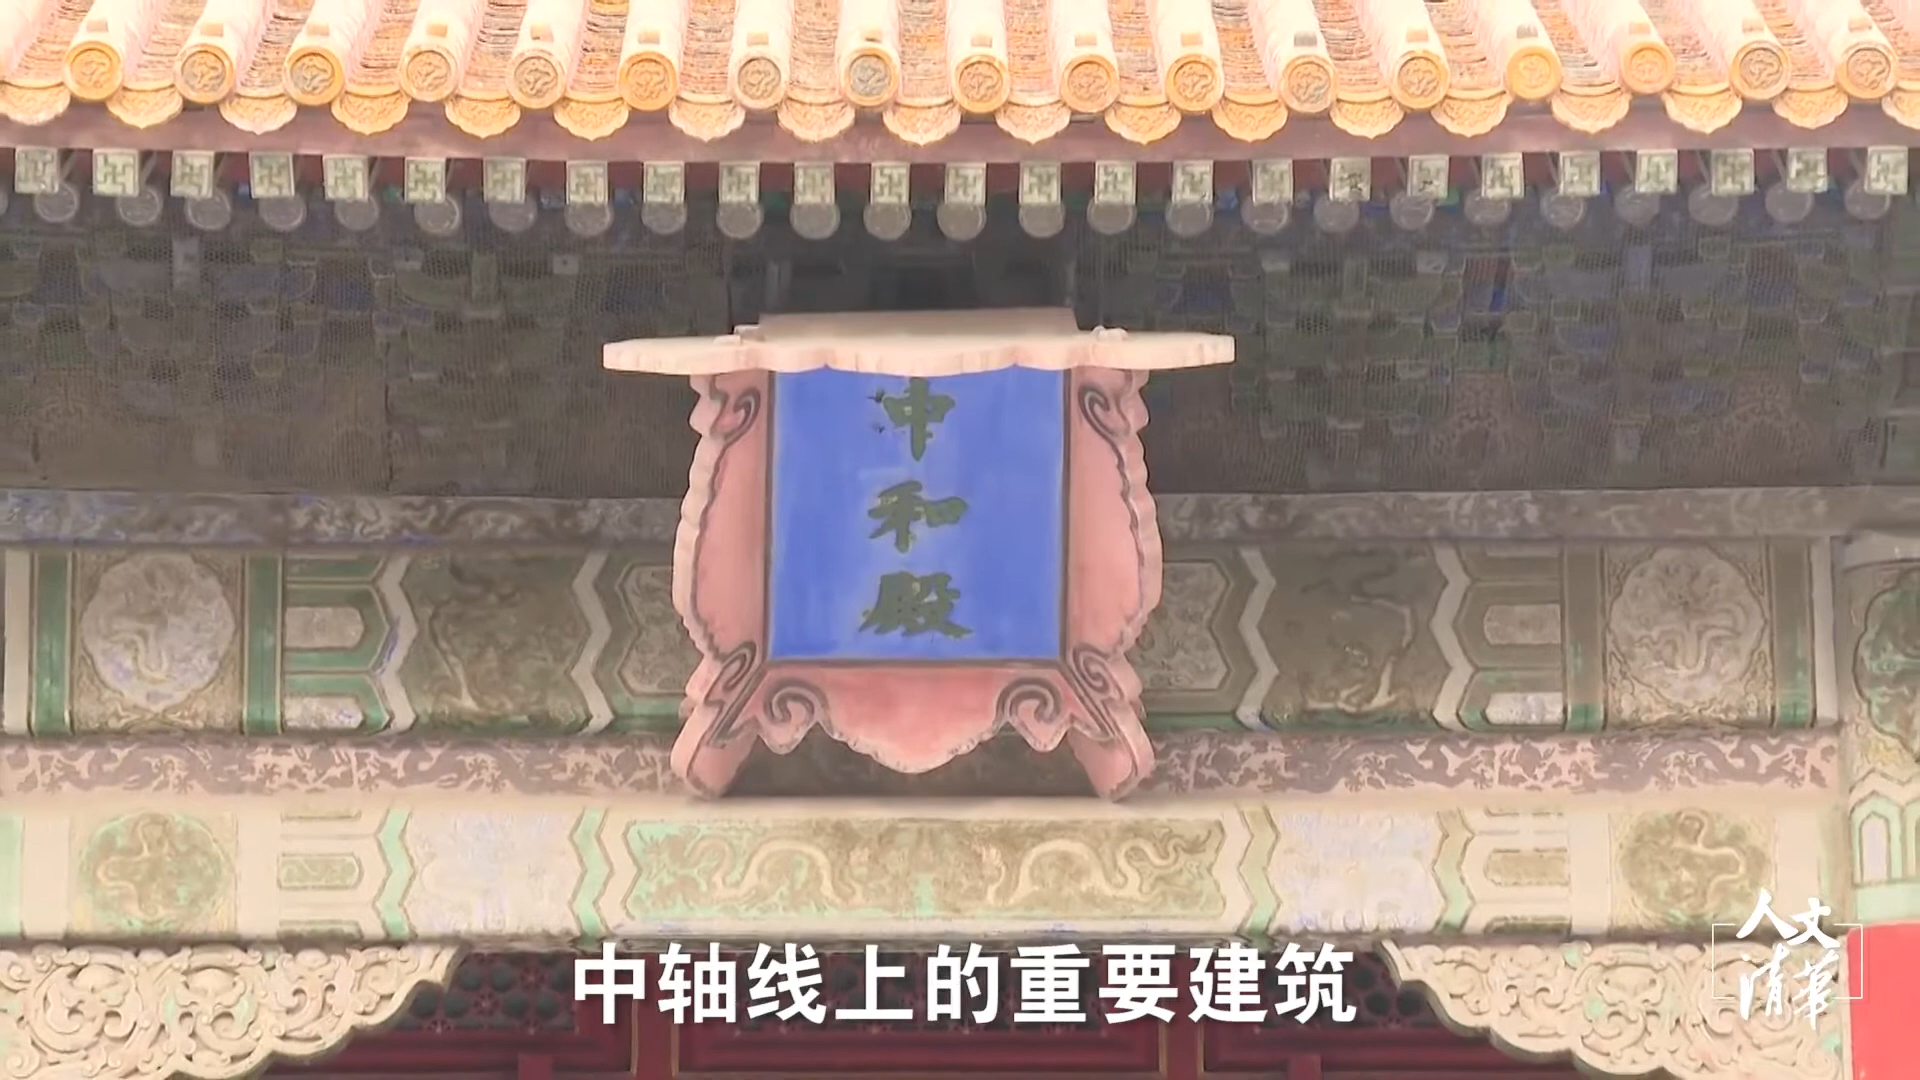 中
和
殿
中轴线上的重要建筑
人文
清華